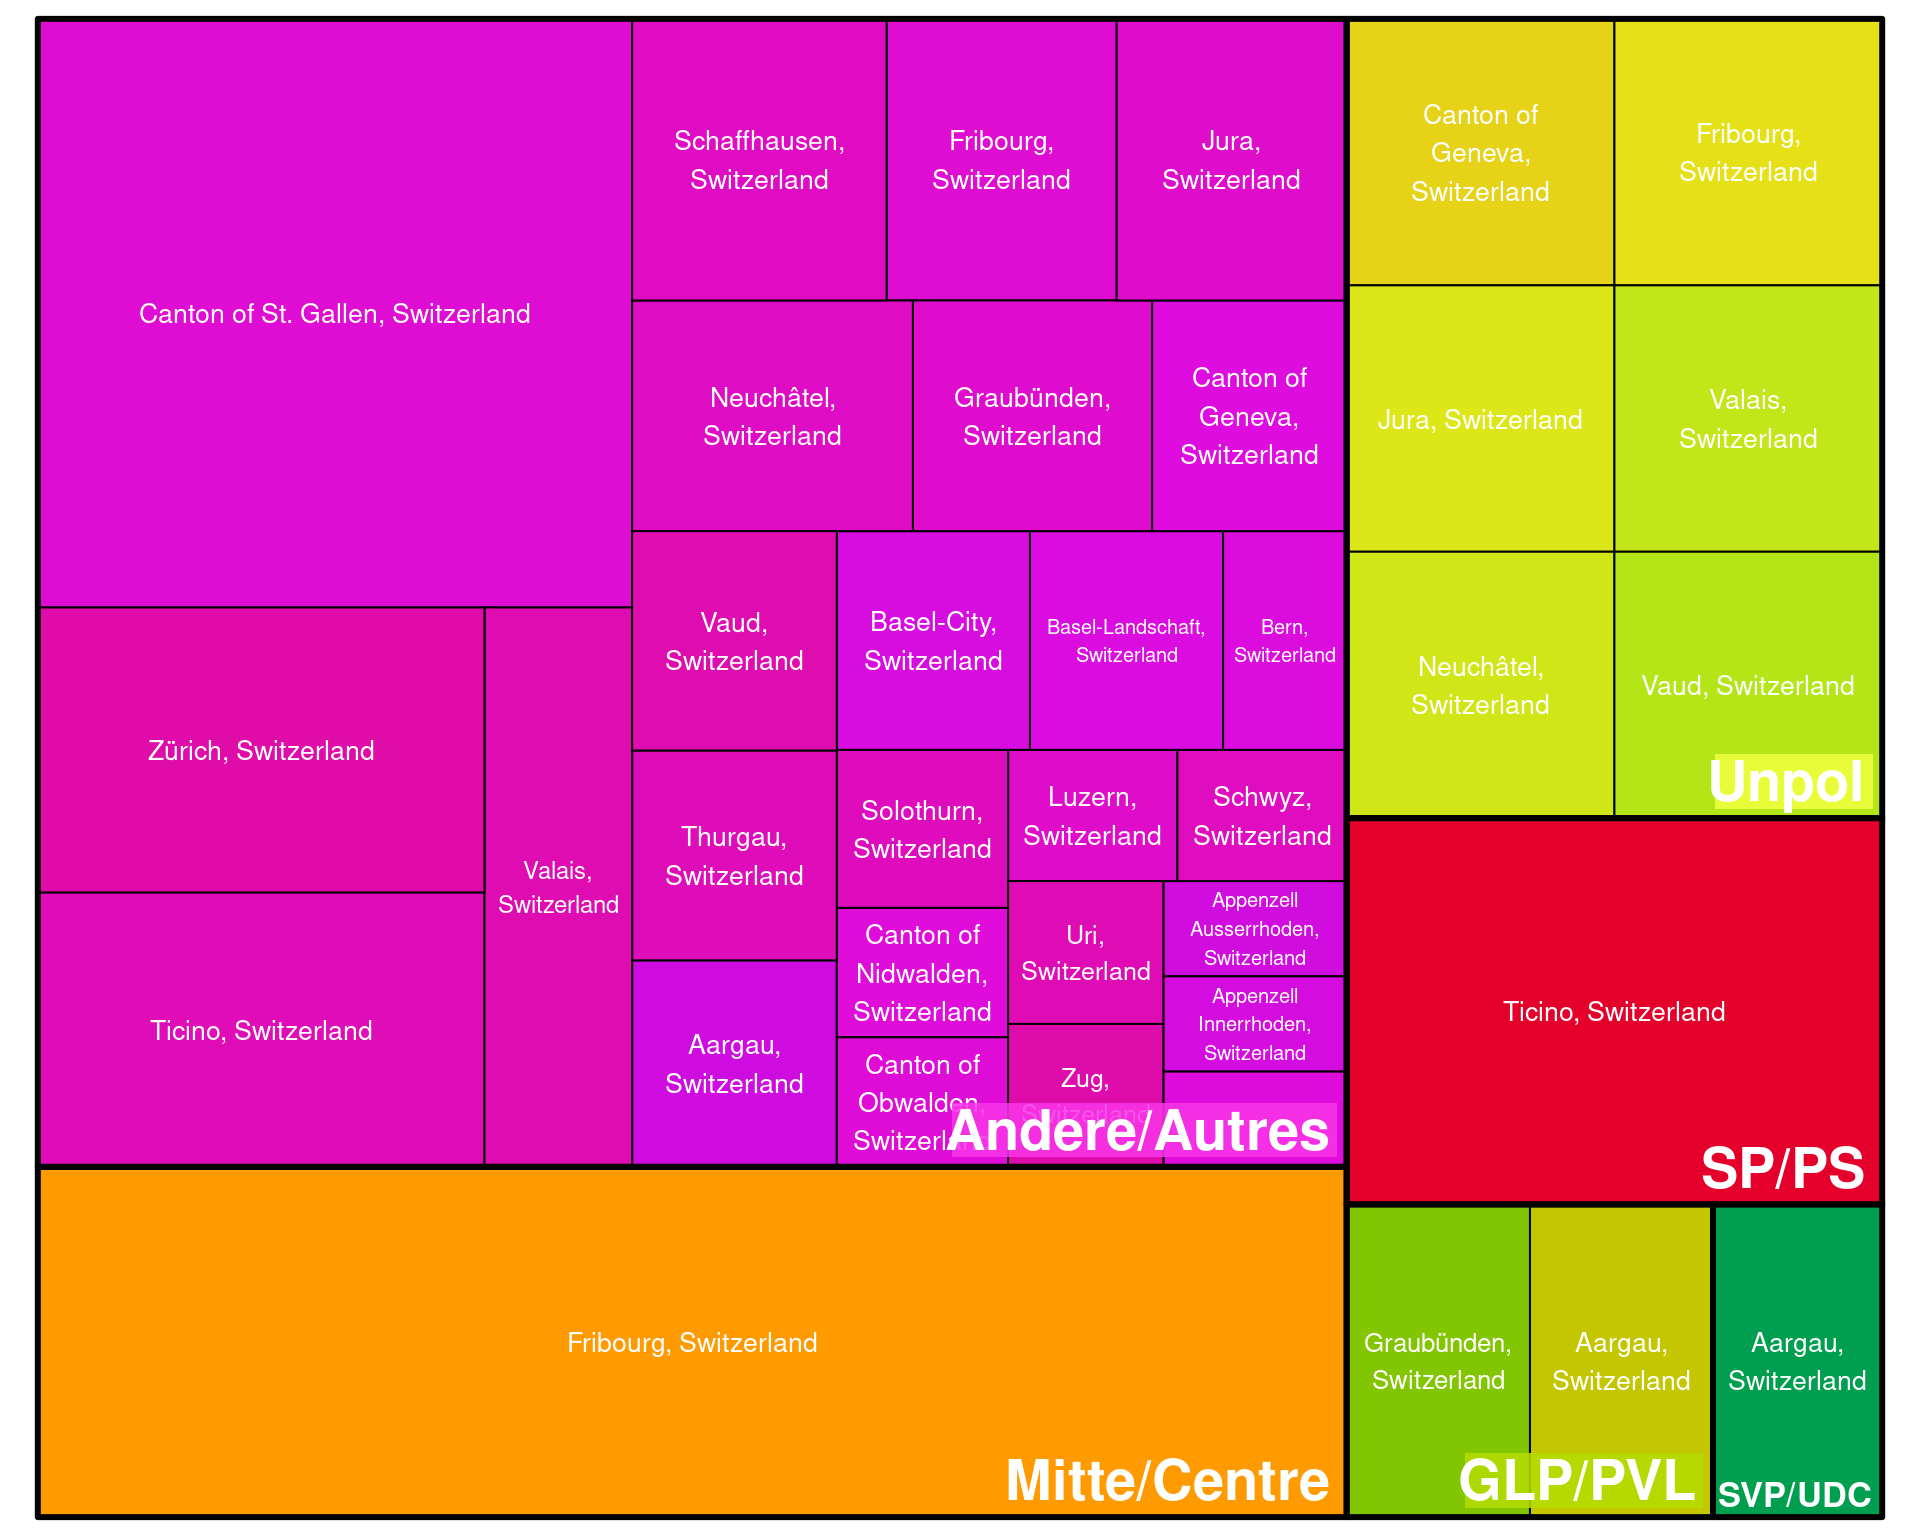 Canton of St. Gallen, Switzerland
Zürich, Switzerland
Ticino, Switzerland
Valais,
Switzerland
Schaffhausen,
Switzerland
Fribourg,
Switzerland
Jura,
Switzerland
Neuchâtel,
Switzerland
Graubünden,
Switzerland
Canton of
Geneva,
Switzerland
Vaud,
Switzerland
Basel-City,
Switzerland
Basel-Landschaft,
Switzerland
Bern,
Switzerland
Thurgau,
Switzerland
Aargau,
Switzerland
Solothurn,
Switzerland
Canton of
Nidwalden,
Switzerland
Canton of
Obwalden,
Switzerland
Luzern,
Switzerland
Schwyz,
Switzerland
Uri,
Switzerland
Zug,
Switzerland
Appenzell
Ausserrhoden,
Switzerland
Appenzell
Innerrhoden,
Switzerland
Andere/Autres
Fribourg, Switzerland
Mitte/Centre
Canton of
Geneva,
Switzerland
Fribourg,
Switzerland
Jura, Switzerland
Valais,
Switzerland
Neuchâtel,
Switzerland
Vaud, Switzerland
Unpol
Ticino, Switzerland
SP/PS
Graubünden,
Switzerland
Aargau,
Switzerland
GLP/PVL
Aargau,
Switzerland
SVP/UDC